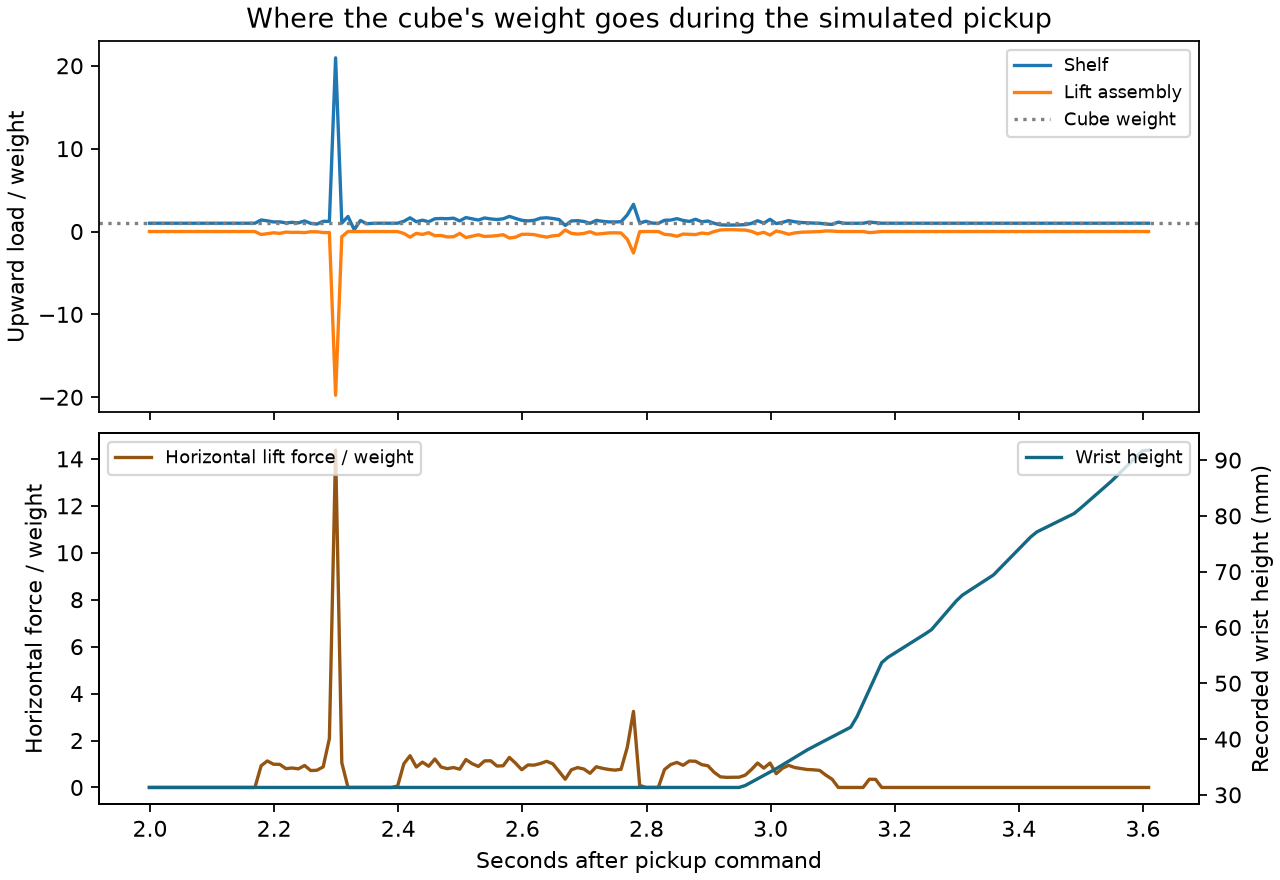 Where the cube's weight goes during the simulated pickup
Upward load / weight
20
10
0
−10
−20
Shelf
Lift assembly
Cube weight
Horizontal force / weight
14
12
10
8
6
4
2
0
Horizontal lift force / weight
Wrist height
90
80
70
60
50
40
30
Recorded wrist height (mm)
2.0 2.2 2.4 2.6 2.8 3.0 3.2 3.4 3.6
Seconds after pickup command